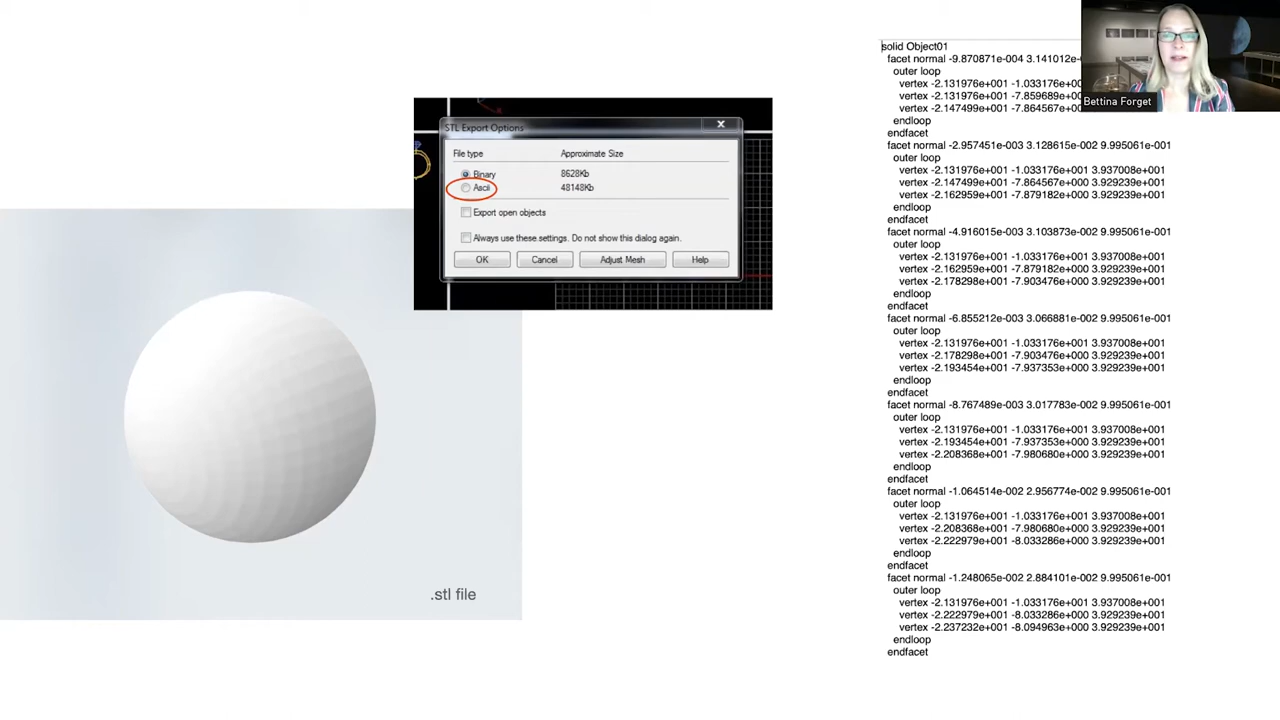 STL Export Options
File type Approximate Size
Binary 8628Kb
Ascii 48148Kb
Export open objects
Always use these settings. Do not show this dialog again.
OK Cancel Adjust Mesh Help
.stl file
solid Object01
facet normal -9.870871e-004 3.141012e-
outer loop
vertex -2.131976e+001 -1.033176e+
vertex -2.131976e+001 -7.859689e+
vertex -2.147499e+001 -7.864567e+
endloop
endfacet
facet normal -2.957451e-003 3.128615e-002 9.995061e-001
outer loop
vertex -2.131976e+001 -1.033176e+001 3.937008e+001
vertex -2.147499e+001 -7.864567e+000 3.929239e+001
vertex -2.162959e+001 -7.879182e+000 3.929239e+001
endloop
endfacet
facet normal -4.916015e-003 3.103873e-002 9.995061e-001
outer loop
vertex -2.131976e+001 -1.033176e+001 3.937008e+001
vertex -2.162959e+001 -7.879182e+000 3.929239e+001
vertex -2.178298e+001 -7.903476e+000 3.929239e+001
endloop
endfacet
facet normal -6.855212e-003 3.066881e-002 9.995061e-001
outer loop
vertex -2.131976e+001 -1.033176e+001 3.937008e+001
vertex -2.178298e+001 -7.903476e+000 3.929239e+001
vertex -2.193454e+001 -7.937353e+000 3.929239e+001
endloop
endfacet
facet normal -8.767489e-003 3.017783e-002 9.995061e-001
outer loop
vertex -2.131976e+001 -1.033176e+001 3.937008e+001
vertex -2.193454e+001 -7.937353e+000 3.929239e+001
vertex -2.208368e+001 -7.980680e+000 3.929239e+001
endloop
endfacet
facet normal -1.064514e-002 2.956774e-002 9.995061e-001
outer loop
vertex -2.131976e+001 -1.033176e+001 3.937008e+001
vertex -2.208368e+001 -7.980680e+000 3.929239e+001
vertex -2.222979e+001 -8.033286e+000 3.929239e+001
endloop
endfacet
facet normal -1.248065e-002 2.884101e-002 9.995061e-001
outer loop
vertex -2.131976e+001 -1.033176e+001 3.937008e+001
vertex -2.222979e+001 -8.033286e+000 3.929239e+001
vertex -2.237232e+001 -8.094963e+000 3.929239e+001
endloop
endfacet
Bettina Forget